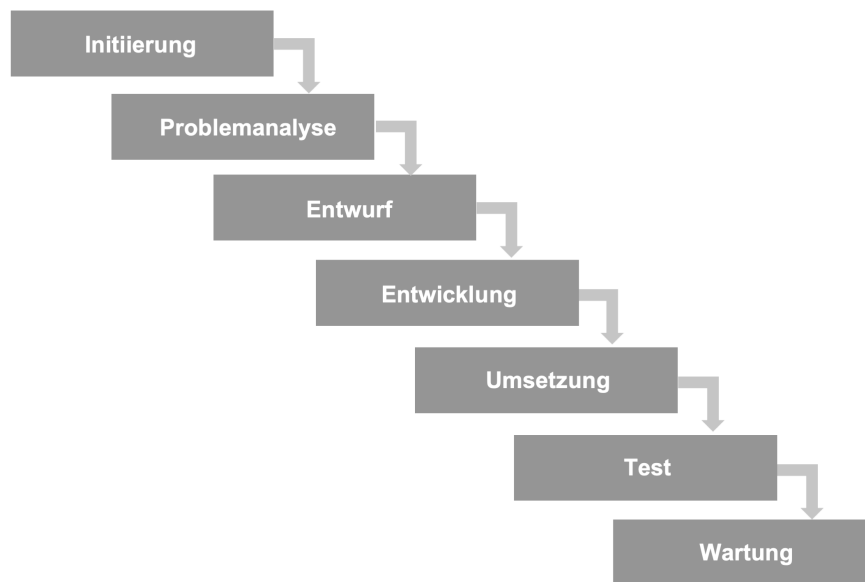 Initiierung
Problemanalyse
Entwurf
Entwicklung
Umsetzung
Test
Wartung